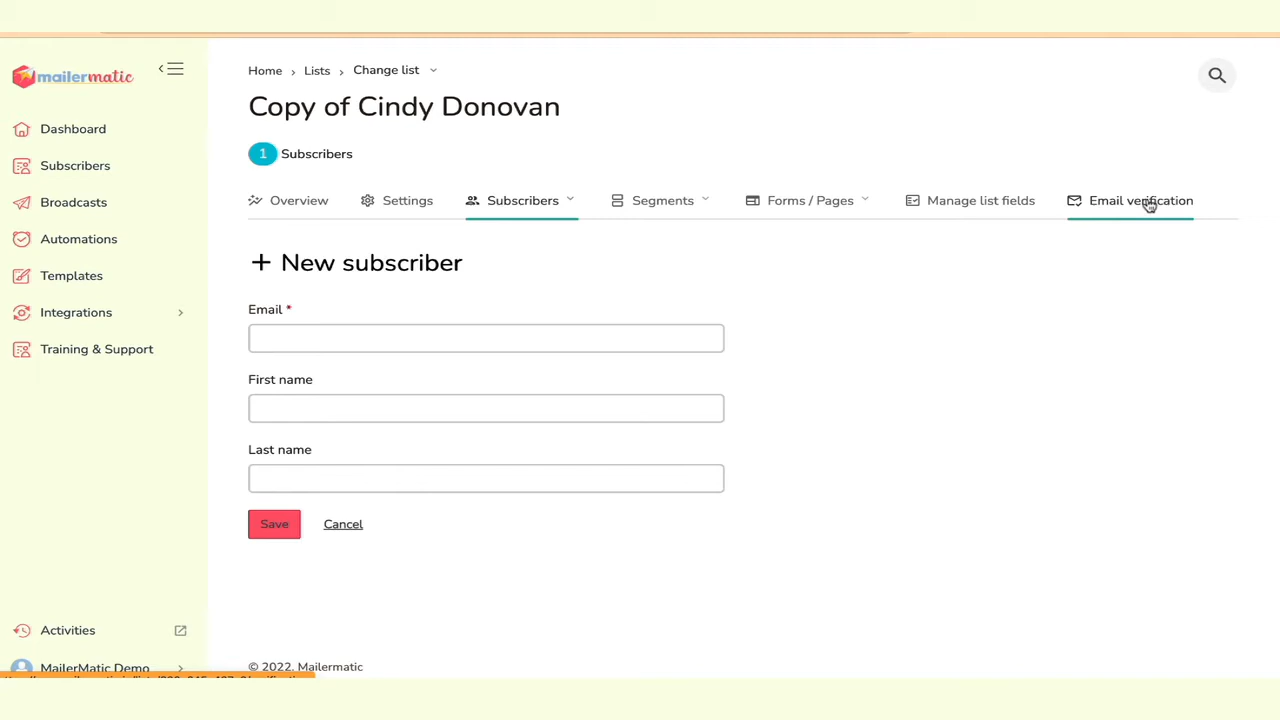 mailermatic
Dashboard
Subscribers
Broadcasts
Automations
Templates
Integrations
Training & Support
Activities
MailerMatic Demo
Home › Lists › Change list
Copy of Cindy Donovan
1 Subscribers
Overview Settings Subscribers Segments Forms / Pages Manage list fields Email verification
+ New subscriber
Email *
First name
Last name
Save Cancel
© 2022. Mailermatic